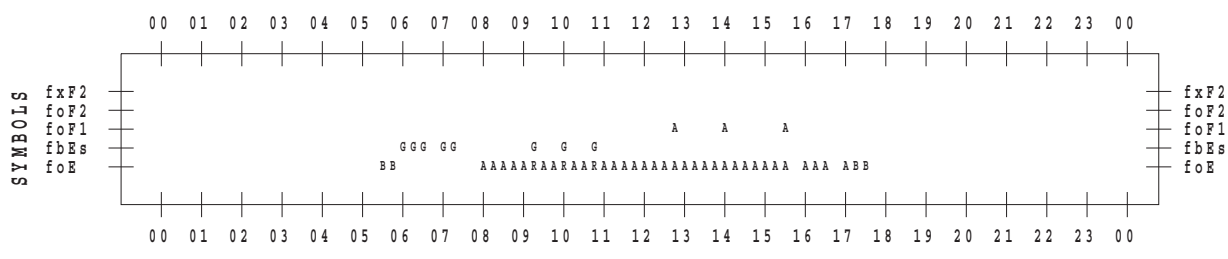 00 01 02 03 04 05 06 07 08 09 10 11 12 13 14 15 16 17 18 19 20 21 22 23 00
SYMBOLS
fxF2 fxF2
foF2 foF2
foF1 A A A foF1
fbEs GGG GG G G G fbEs
foE BB AAAAARAARAARAAAAAAAAAAAAAAAAAAA AAA ABB foE
00 01 02 03 04 05 06 07 08 09 10 11 12 13 14 15 16 17 18 19 20 21 22 23 00